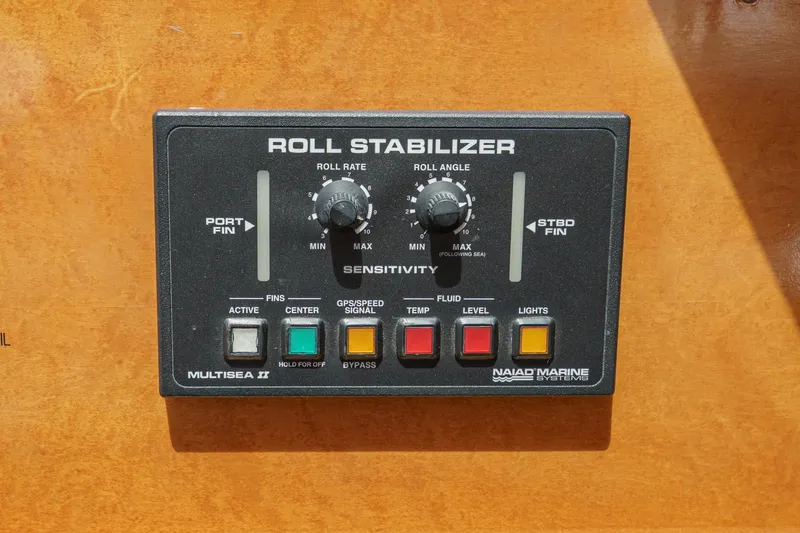 ROLL STABILIZER
ROLL RATE
ROLL ANGLE
PORT FIN
STBD FIN
MIN
MAX
MIN
MAX
(FOLLOWING SEA)
SENSITIVITY
FINS
FLUID
ACTIVE
CENTER
GPS/SPEED SIGNAL
TEMP
LEVEL
LIGHTS
HOLD FOR OFF
BYPASS
MULTISEA II
NAIAD MARINE SYSTEMS
IL